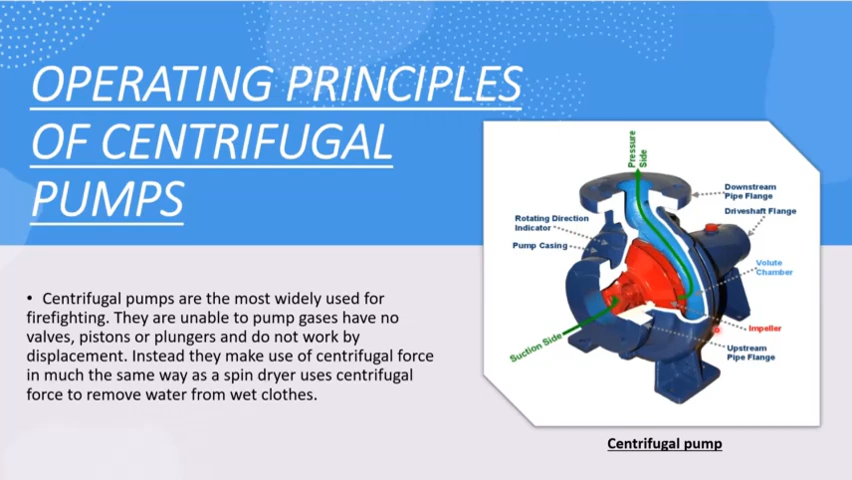 OPERATING PRINCIPLES
OF CENTRIFUGAL
PUMPS
• Centrifugal pumps are the most widely used for
firefighting. They are unable to pump gases have no
valves, pistons or plungers and do not work by
displacement. Instead they make use of centrifugal force
in much the same way as a spin dryer uses centrifugal
force to remove water from wet clothes.
Pressure
Side
Downstream
Pipe Flange
Driveshaft Flange
Rotating Direction
Indicator
Pump Casing
Volute
Chamber
Impeller
Suction Side
Upstream
Pipe Flange
Centrifugal pump